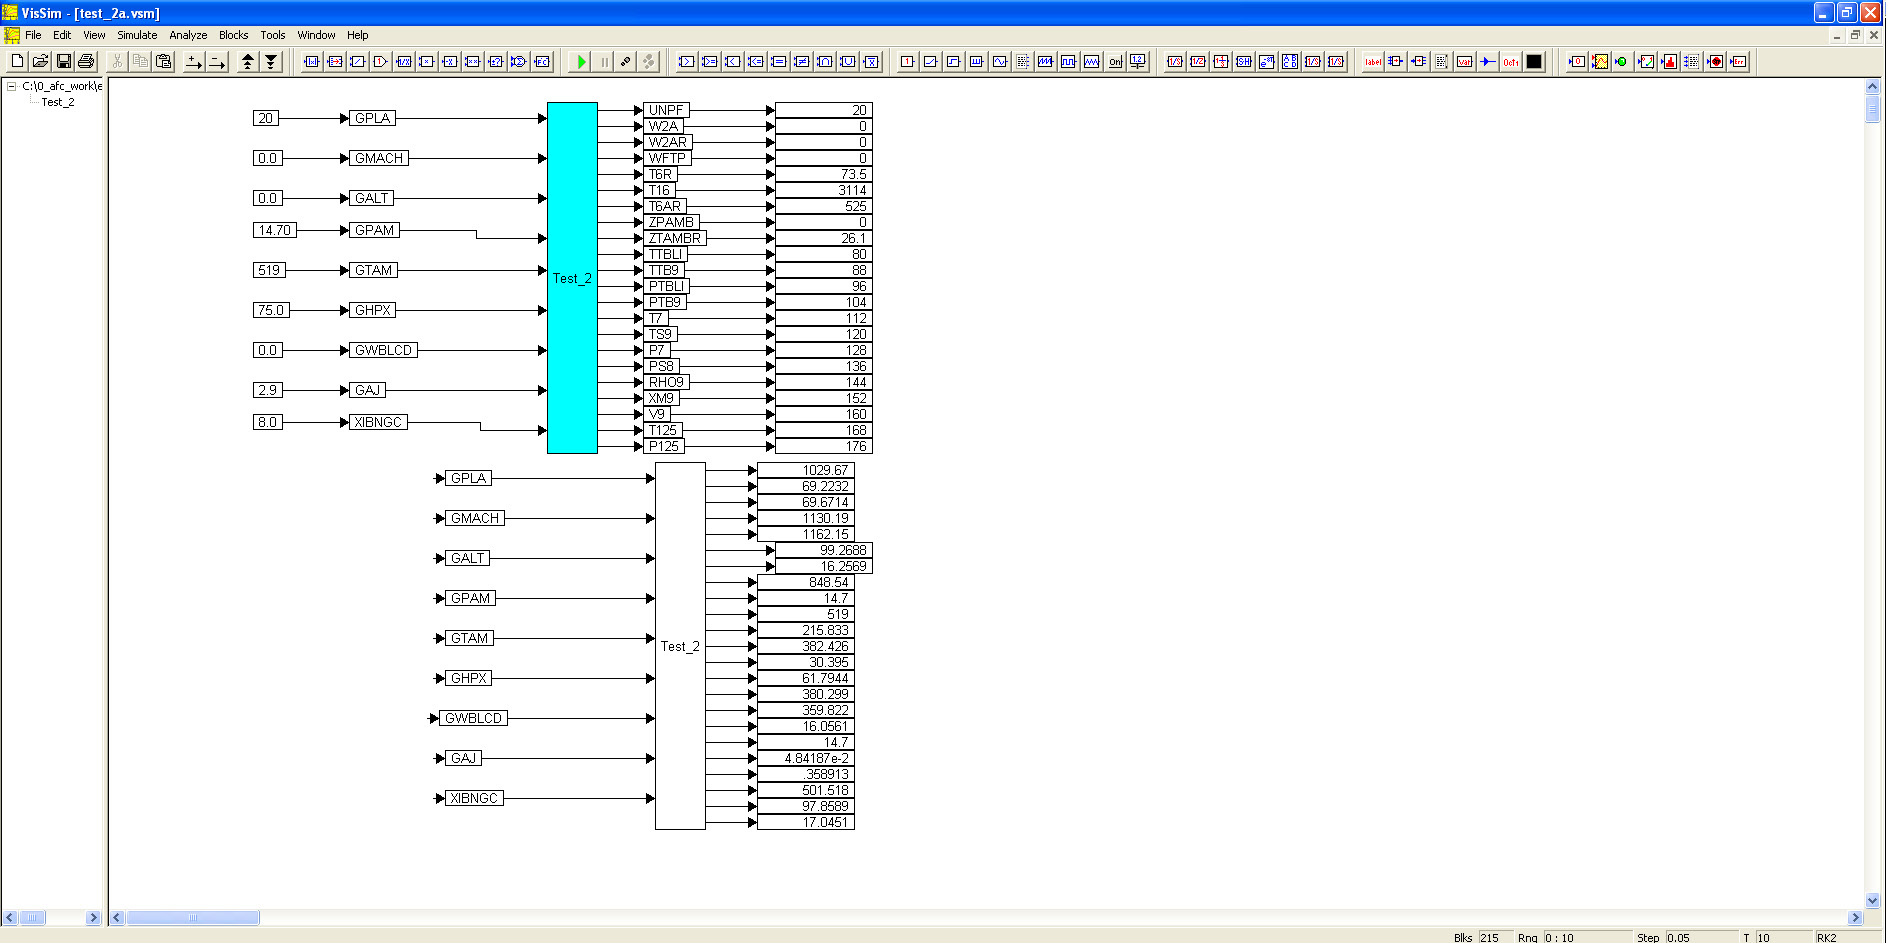 VisSim - [test_2a.vsm]
File Edit View Simulate Analyze Blocks Tools Window Help
C:\0_afc_work\e
Test_2
20 GPLA
0.0 GMACH
0.0 GALT
14.70 GPAM
519 GTAM
75.0 GHPX
0.0 GWBLCD
2.9 GAJ
8.0 XIBNGC
Test_2
UNPF 20
W2A 0
W2AR 0
WFTP 0
T6R 73.5
T16 3114
T6AR 525
ZPAMB 0
ZTAMBR 26.1
TTBLI 80
TTB9 88
PTBLI 96
PTB9 104
T7 112
TS9 120
P7 128
PS8 136
RHO9 144
XM9 152
V9 160
T125 168
P125 176
GPLA
GMACH
GALT
GPAM
GTAM
GHPX
GWBLCD
GAJ
XIBNGC
Test_2
1029.67
69.2232
69.6714
1130.19
1162.15
99.2688
16.2569
848.54
14.7
519
215.833
382.426
30.395
61.7944
380.299
359.822
16.0561
14.7
4.84187e-2
.358913
501.518
97.8589
17.0451
Blks 215 Rng 0 : 10 Step 0.05 T 10 RK2